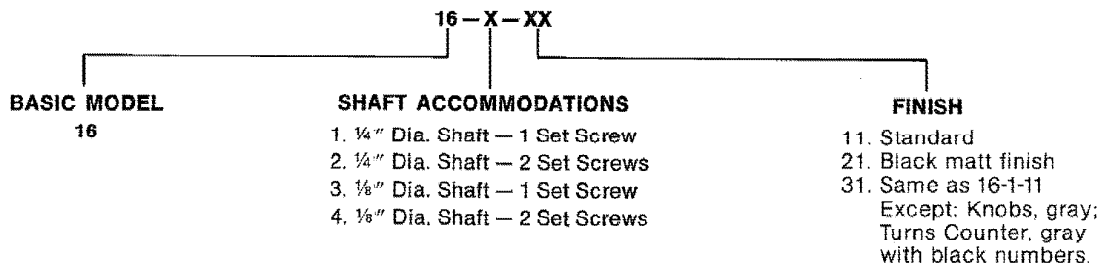 16 – X – XX
BASIC MODEL
16
SHAFT ACCOMMODATIONS
1. ¼" Dia. Shaft — 1 Set Screw
2. ¼" Dia. Shaft — 2 Set Screws
3. ⅛" Dia. Shaft — 1 Set Screw
4. ⅛" Dia. Shaft — 2 Set Screws
FINISH
11. Standard
21. Black matt finish
31. Same as 16-1-11
Except: Knobs, gray;
Turns Counter, gray
with black numbers.